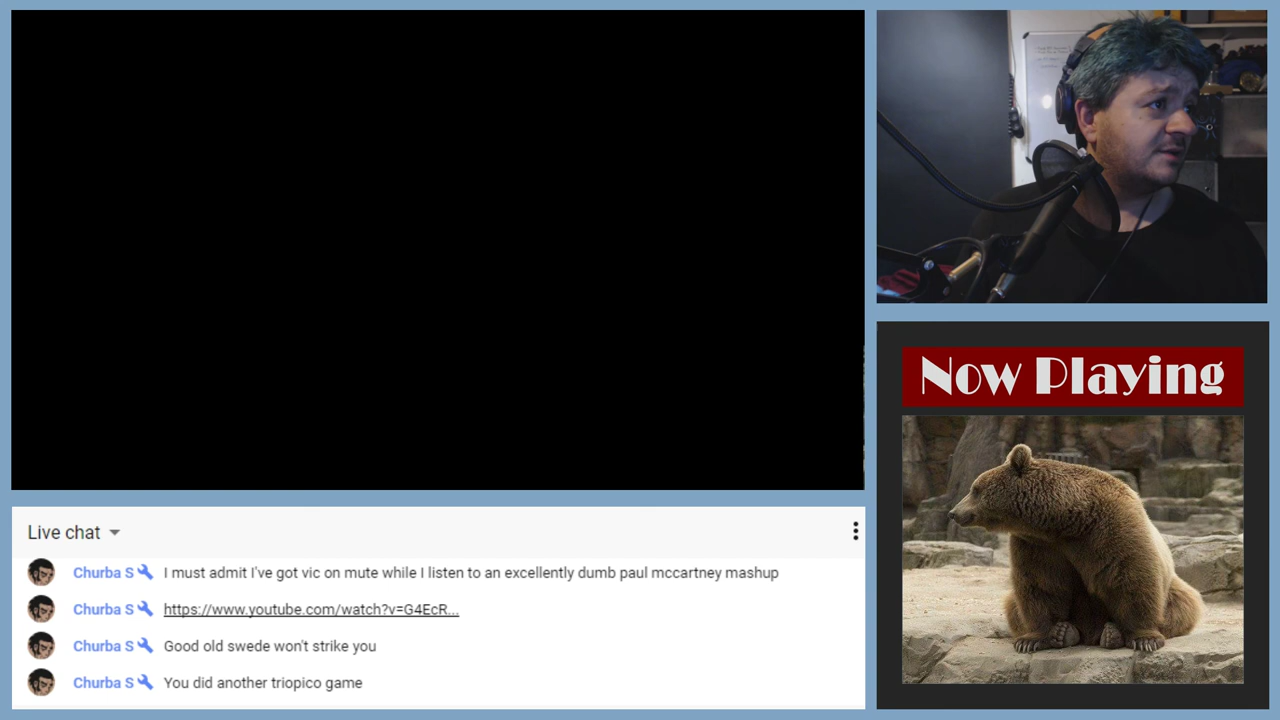 Now Playing
Live chat
Churba S I must admit I've got vic on mute while I listen to an excellently dumb paul mccartney mashup
Churba S https://www.youtube.com/watch?v=G4EcR...
Churba S Good old swede won't strike you
Churba S You did another triopico game